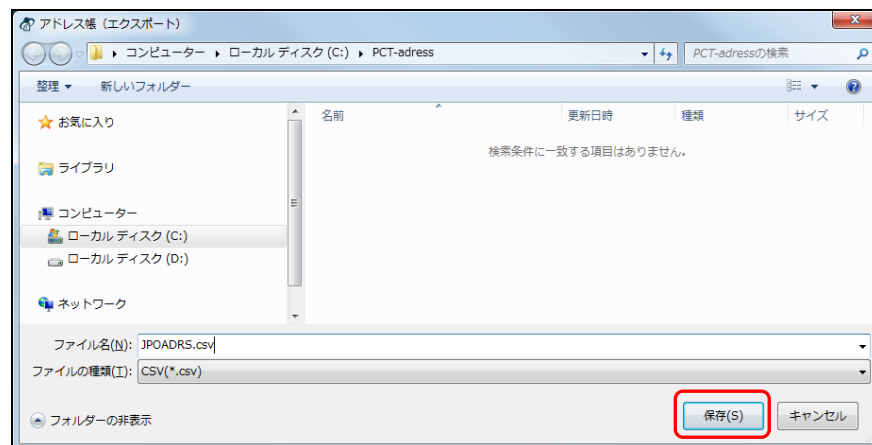 アドレス帳（エクスポート）
コンピューター ローカル ディスク (C:) PCT-adress PCT-adressの検索
整理 新しいフォルダー
名前 更新日時 種類 サイズ
お気に入り
検索条件に一致する項目はありません。
ライブラリ
コンピューター
ローカル ディスク (C:)
ローカル ディスク (D:)
ネットワーク
ファイル名(N): JPOADRS.csv
ファイルの種類(T): CSV(*.csv)
フォルダーの非表示 保存(S) キャンセル